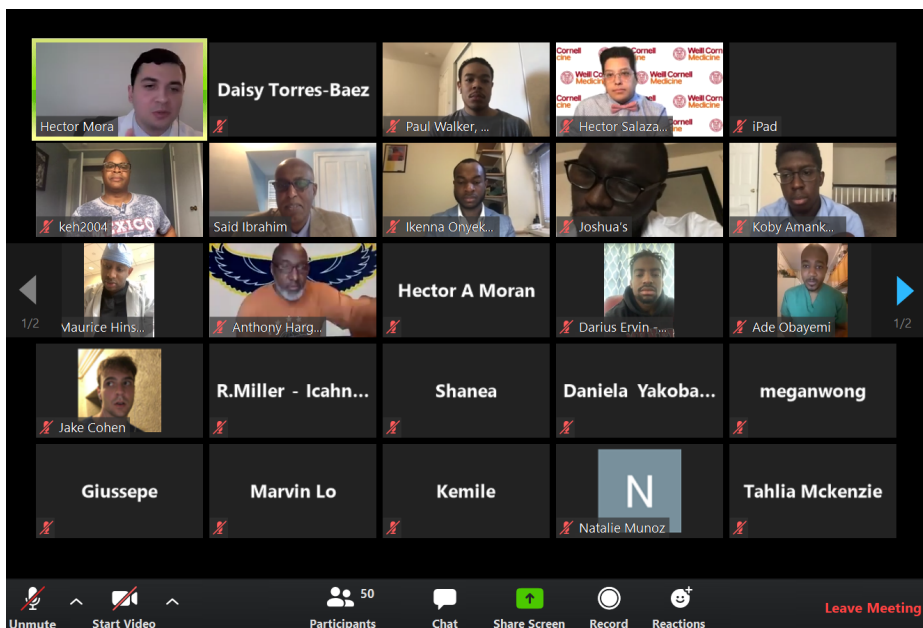 Hector Mora
Daisy Torres-Baez
Paul Walker, ...
Weill Cornell
Medicine
Hector Salaza...
iPad
keh2004
Said Ibrahim
Ikenna Onyek...
Joshua's
Koby Amank...
1/2
Maurice Hins...
Anthony Harg...
Hector A Moran
Darius Ervin -...
Ade Obayemi
1/2
Jake Cohen
R.Miller - Icahn...
Shanea
Daniela Yakoba...
meganwong
Giussepe
Marvin Lo
Kemile
N
Natalie Munoz
Tahlia Mckenzie
Unmute
Start Video
50
Participants
Chat
Share Screen
Record
Reactions
Leave Meeting